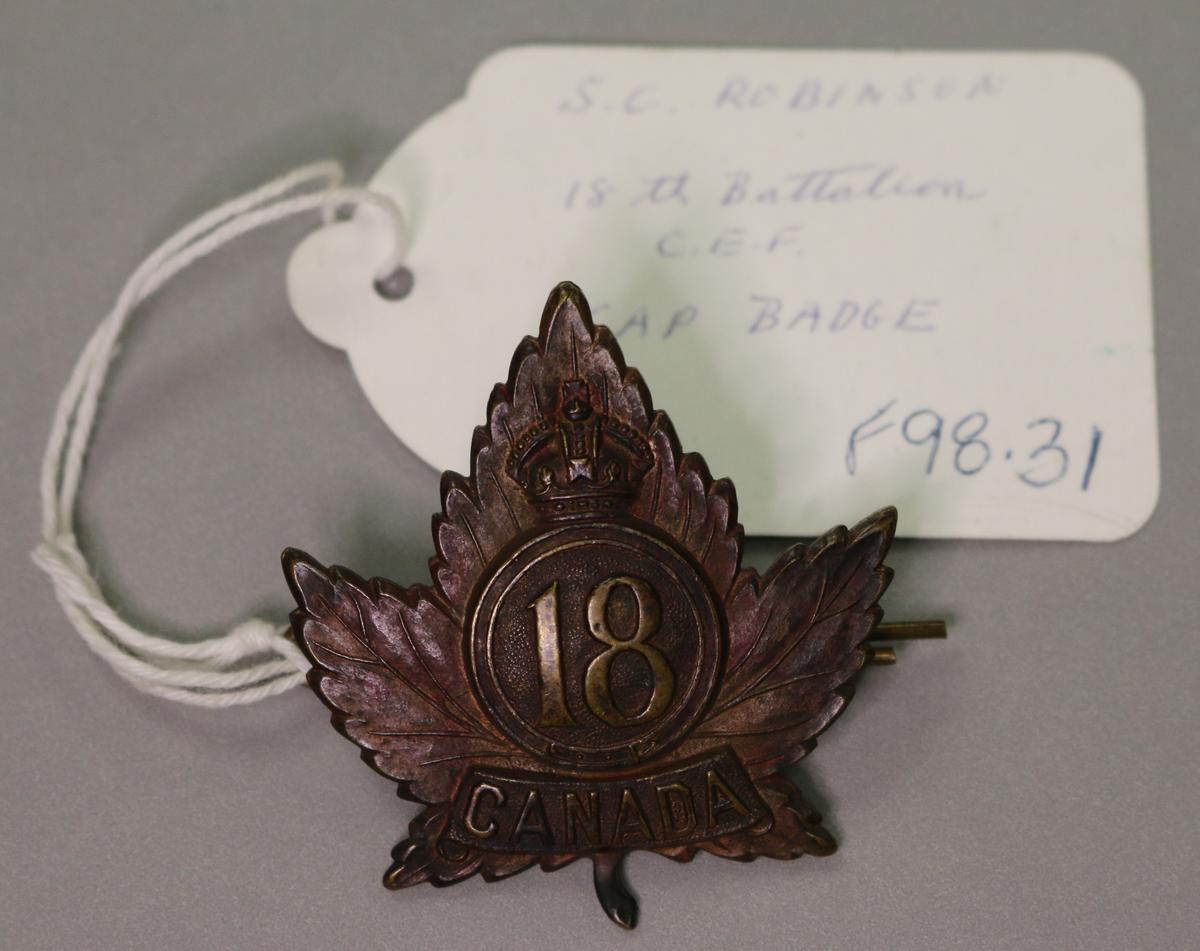 S.C. ROBINSON
18th Battalion
C.E.F.
CAP BADGE
F98.31
18
CANADA